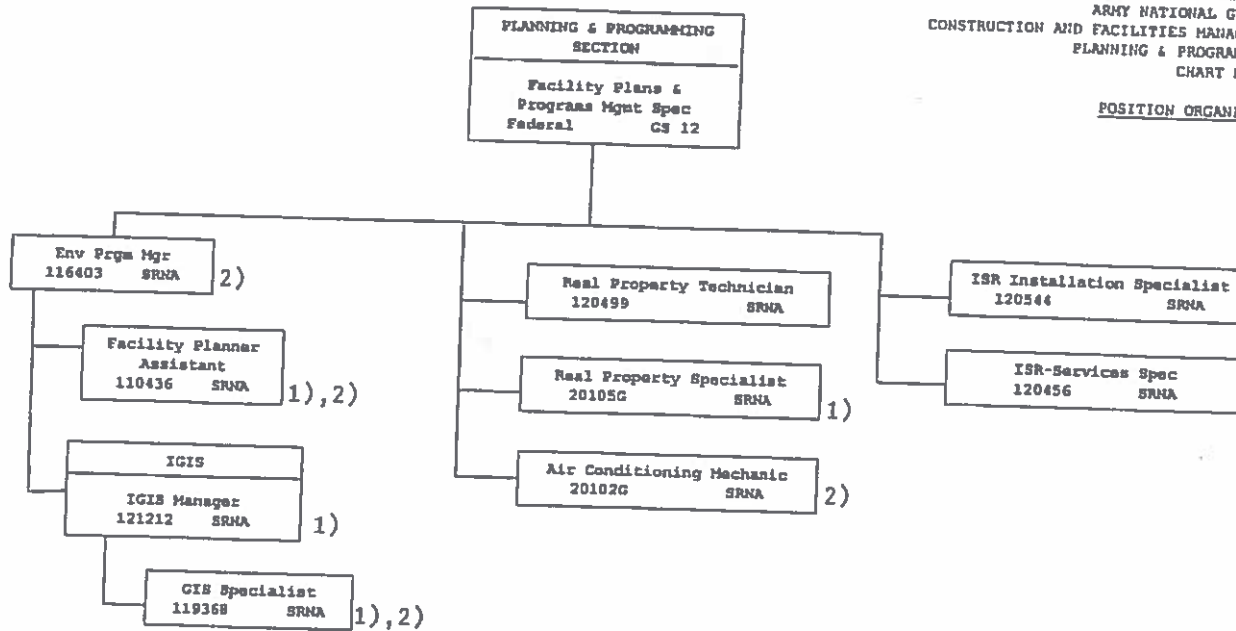 ARMY NATIONAL
CONSTRUCTION AND FACILITIES
PLANNING &
CHART
POSITION
PLANNING & PROGRAMMING
SECTION
Facility Plans &
Programs Mgmt Spec
Federal GS 12
Env Prgm Mgr
116403 SRNA 2)
Facility Planner
Assistant
110436 SRNA 1),2)
IGIS
IGIS Manager
121212 SRNA 1)
GIS Specialist
119368 SRNA 1),2)
Real Property Technician
120499 SRNA
Real Property Specialist
20105G SRNA 1)
Air Conditioning Mechanic
20102G SRNA 2)
ISR Installation Specialist
120544 SRNA
ISR-Services Spec
120456 SRNA